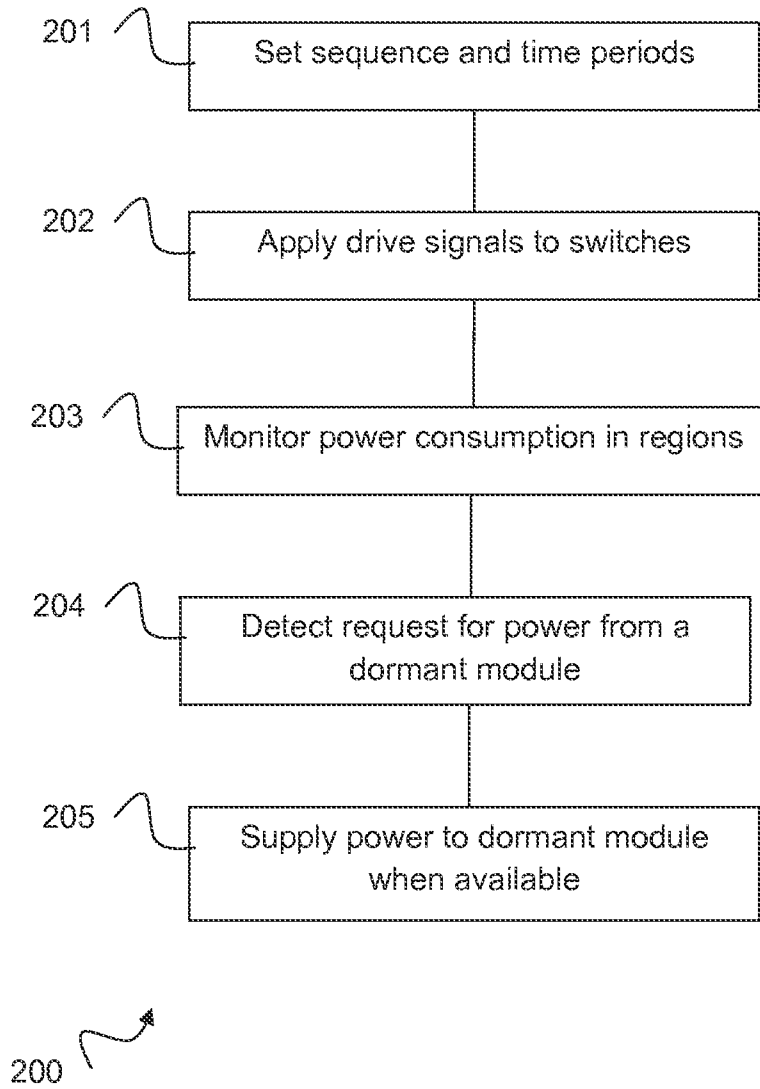 201
Set sequence and time periods
202
Apply drive signals to switches
203
Monitor power consumption in regions
204
Detect request for power from a
dormant module
205
Supply power to dormant module
when available
200